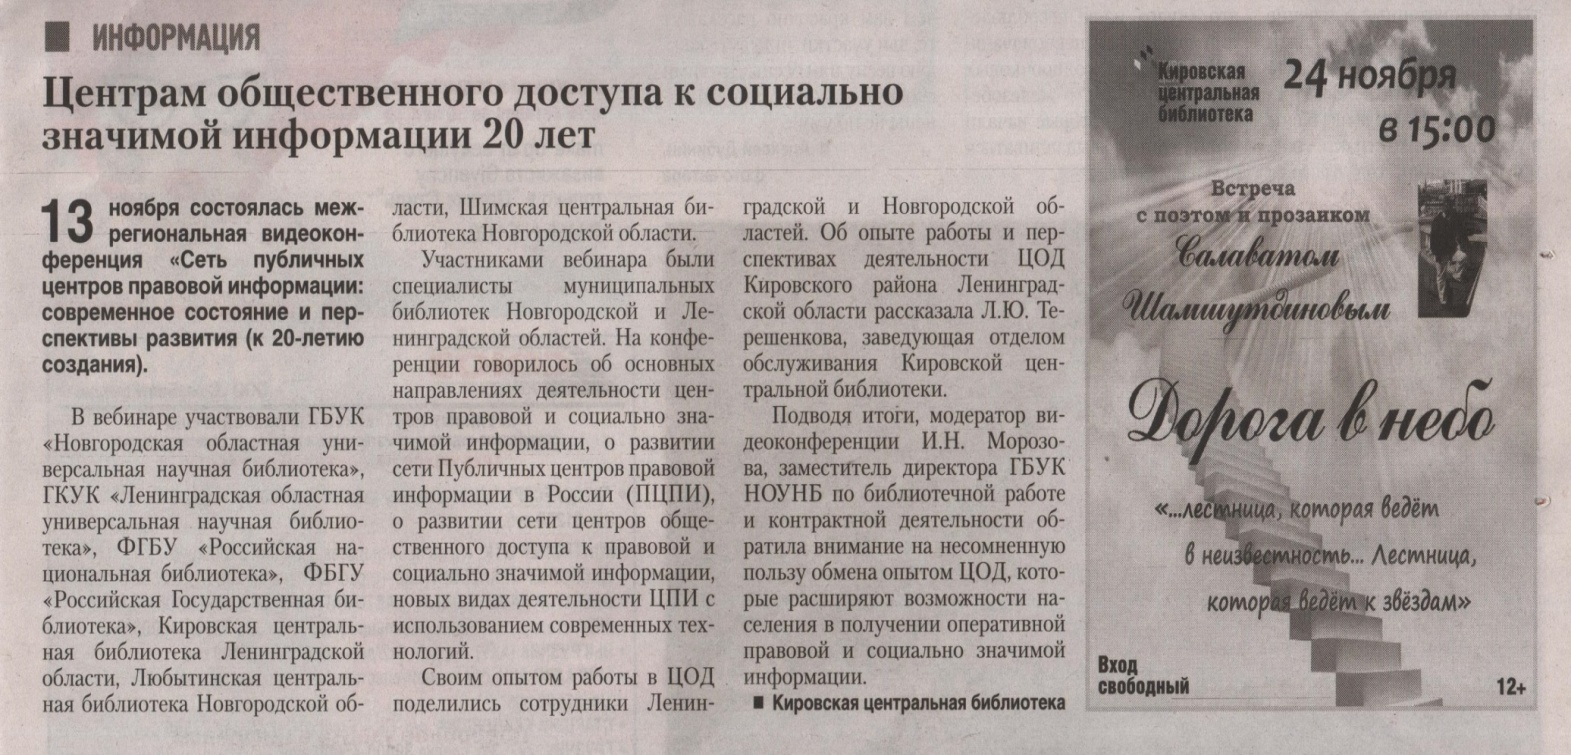 ИНФОРМАЦИЯ
Центрам общественного доступа к социально
значимой информации 20 лет
13 ноября состоялась меж-
региональная видеокон-
ференция «Сеть публичных
центров правовой информации:
современное состояние и пер-
спективы развития (к 20-летию
создания).
В вебинаре участвовали ГБУК
«Новгородская областная уни-
версальная научная библиотека»,
ГКУК «Ленинградская областная
универсальная научная библио-
тека», ФГБУ «Российская на-
циональная библиотека», ФБГУ
«Российская Государственная би-
блиотека», Кировская централь-
ная библиотека Ленинградской
области, Любытинская централь-
ная библиотека Новгородской об-
ласти, Шимская центральная би-
блиотека Новгородской области.
Участниками вебинара были
специалисты муниципальных
библиотек Новгородской и Ле-
нинградской областей. На конфе-
ренции говорилось об основных
направлениях деятельности цен-
тров правовой и социально зна-
чимой информации, о развитии
сети Публичных центров правовой
информации в России (ПЦПИ),
о развитии сети центров обще-
ственного доступа к правовой и
социально значимой информации,
новых видах деятельности ЦПИ с
использованием современных тех-
нологий.
Своим опытом работы в ЦОД
поделились сотрудники Ленин-
градской и Новгородской об-
ластей. Об опыте работы и пер-
спективах деятельности ЦОД
Кировского района Ленинград-
ской области рассказала Л.Ю. Те-
решенкова, заведующая отделом
обслуживания Кировской цен-
тральной библиотеки.
Подводя итоги, модератор ви-
деоконференции И.Н. Морозо-
ва, заместитель директора ГБУК
НОУНБ по библиотечной работе
и контрактной деятельности об-
ратила внимание на несомненную
пользу обмена опытом ЦОД, кото-
рые расширяют возможности на-
селения в получении оперативной
правовой и социально значимой
информации.
■ Кировская центральная библиотека
Кировская
центральная
библиотека
24 ноября
в 15:00
Встреча
с поэтом и прозаиком
Салаватом
Шамшутдиновым
Дорога в небо
«...лестница, которая ведёт
в неизвестность... Лестница,
которая ведёт к звёздам»
Вход
свободный
12+